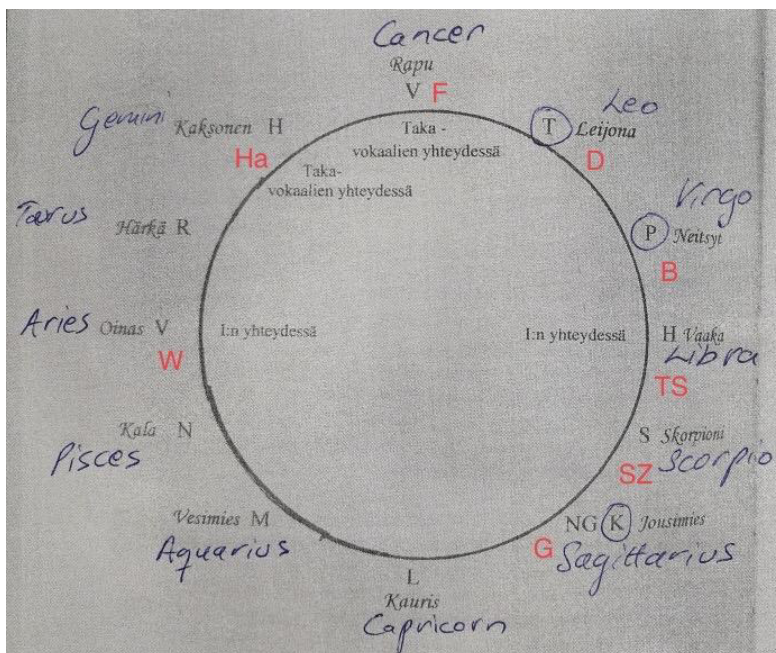 Cancer
Rapu
V F
Taka -
vokaalien yhteydessä
T Leijona
Leo
D
Virgo
P Neitsyt
B
I:n yhteydessä
H Vaaka
Libra
TS
S Skorpioni
SZ Scorpio
NG K Jousimies
G Sagittarius
L
Kauris
Capricorn
Vesimies M
Aquarius
Kala N
Pisces
Aries Oinas V
W
I:n yhteydessä
Taurus
Härkä R
Gemini Kaksonen H
Ha
Taka-
vokaalien yhteydessä